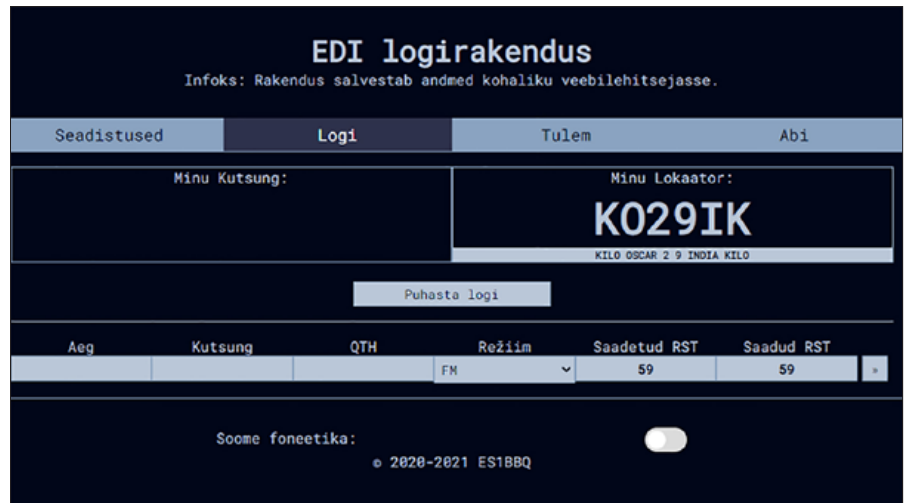 EDI logirakendus
Infoks: Rakendus salvestab andmed kohaliku veebilehitsejasse.
Seadistused Logi Tulem Abi
Minu Kutsung: Minu Lokaator:
KO29IK
KILO OSCAR 2 9 INDIA KILO
Puhasta logi
Aeg Kutsung QTH Režiim Saadetud RST Saadud RST
FM 59 59 »
Soome foneetika:
© 2020-2021 ES1BBQ